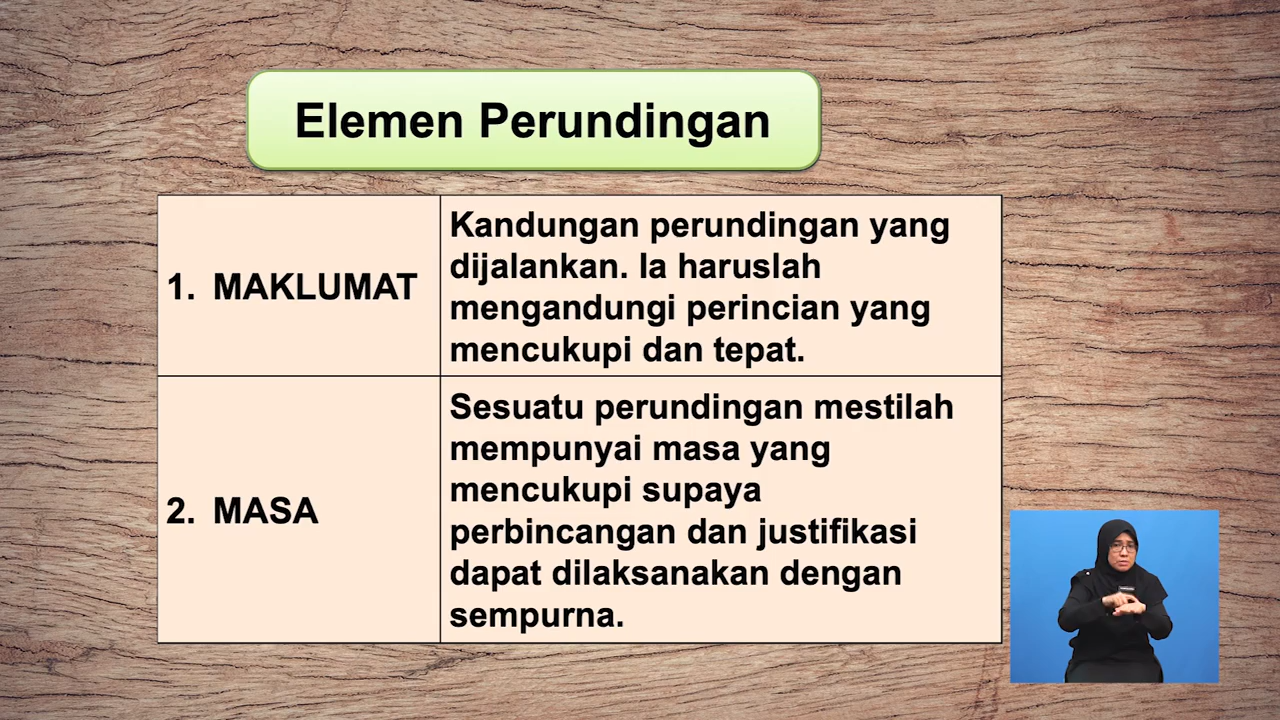 Elemen Perundingan
1. MAKLUMAT
Kandungan perundingan yang
dijalankan. Ia haruslah
mengandungi perincian yang
mencukupi dan tepat.
2. MASA
Sesuatu perundingan mestilah
mempunyai masa yang
mencukupi supaya
perbincangan dan justifikasi
dapat dilaksanakan dengan
sempurna.